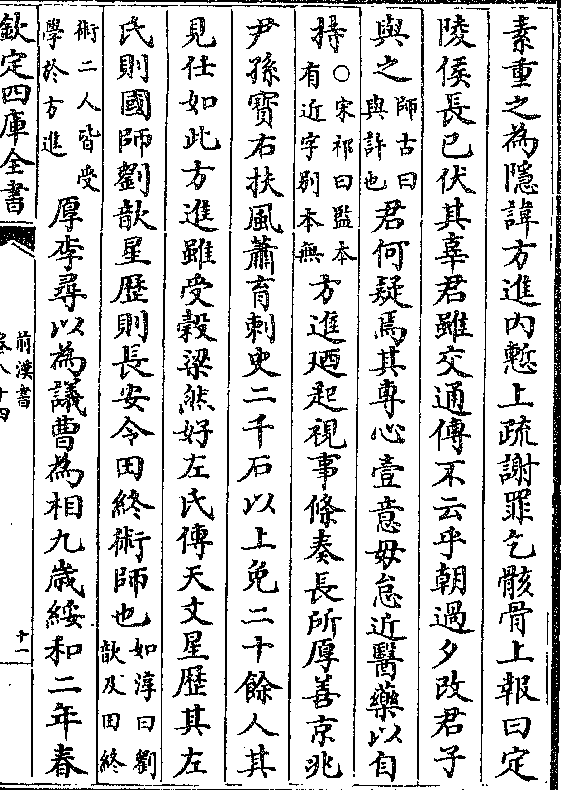 素重之為隱諱方進内慙上疏謝罪乞骸骨上報曰定
陵侯長已伏其辜君雖交通傳不云乎朝過夕改君子
與之師古曰與許也君何疑焉其專心壹意毋怠近醫藥以自
持○宋祁曰監本有近字别本無方進廼起視事條奏長所厚善京兆
尹孫寶右扶風蕭育刺史二千石以上免二十餘人其
見仕如此方進雖受穀梁然好左氏傳天文星歷其左
氏則國師劉歆星歷則長安令田終術師也如淳曰劉歆及田終
術二人皆受學於方進厚李尋以為議曹為相九歲綏和二年春
欽定四庫全書
前漢書
卷八十四
十一